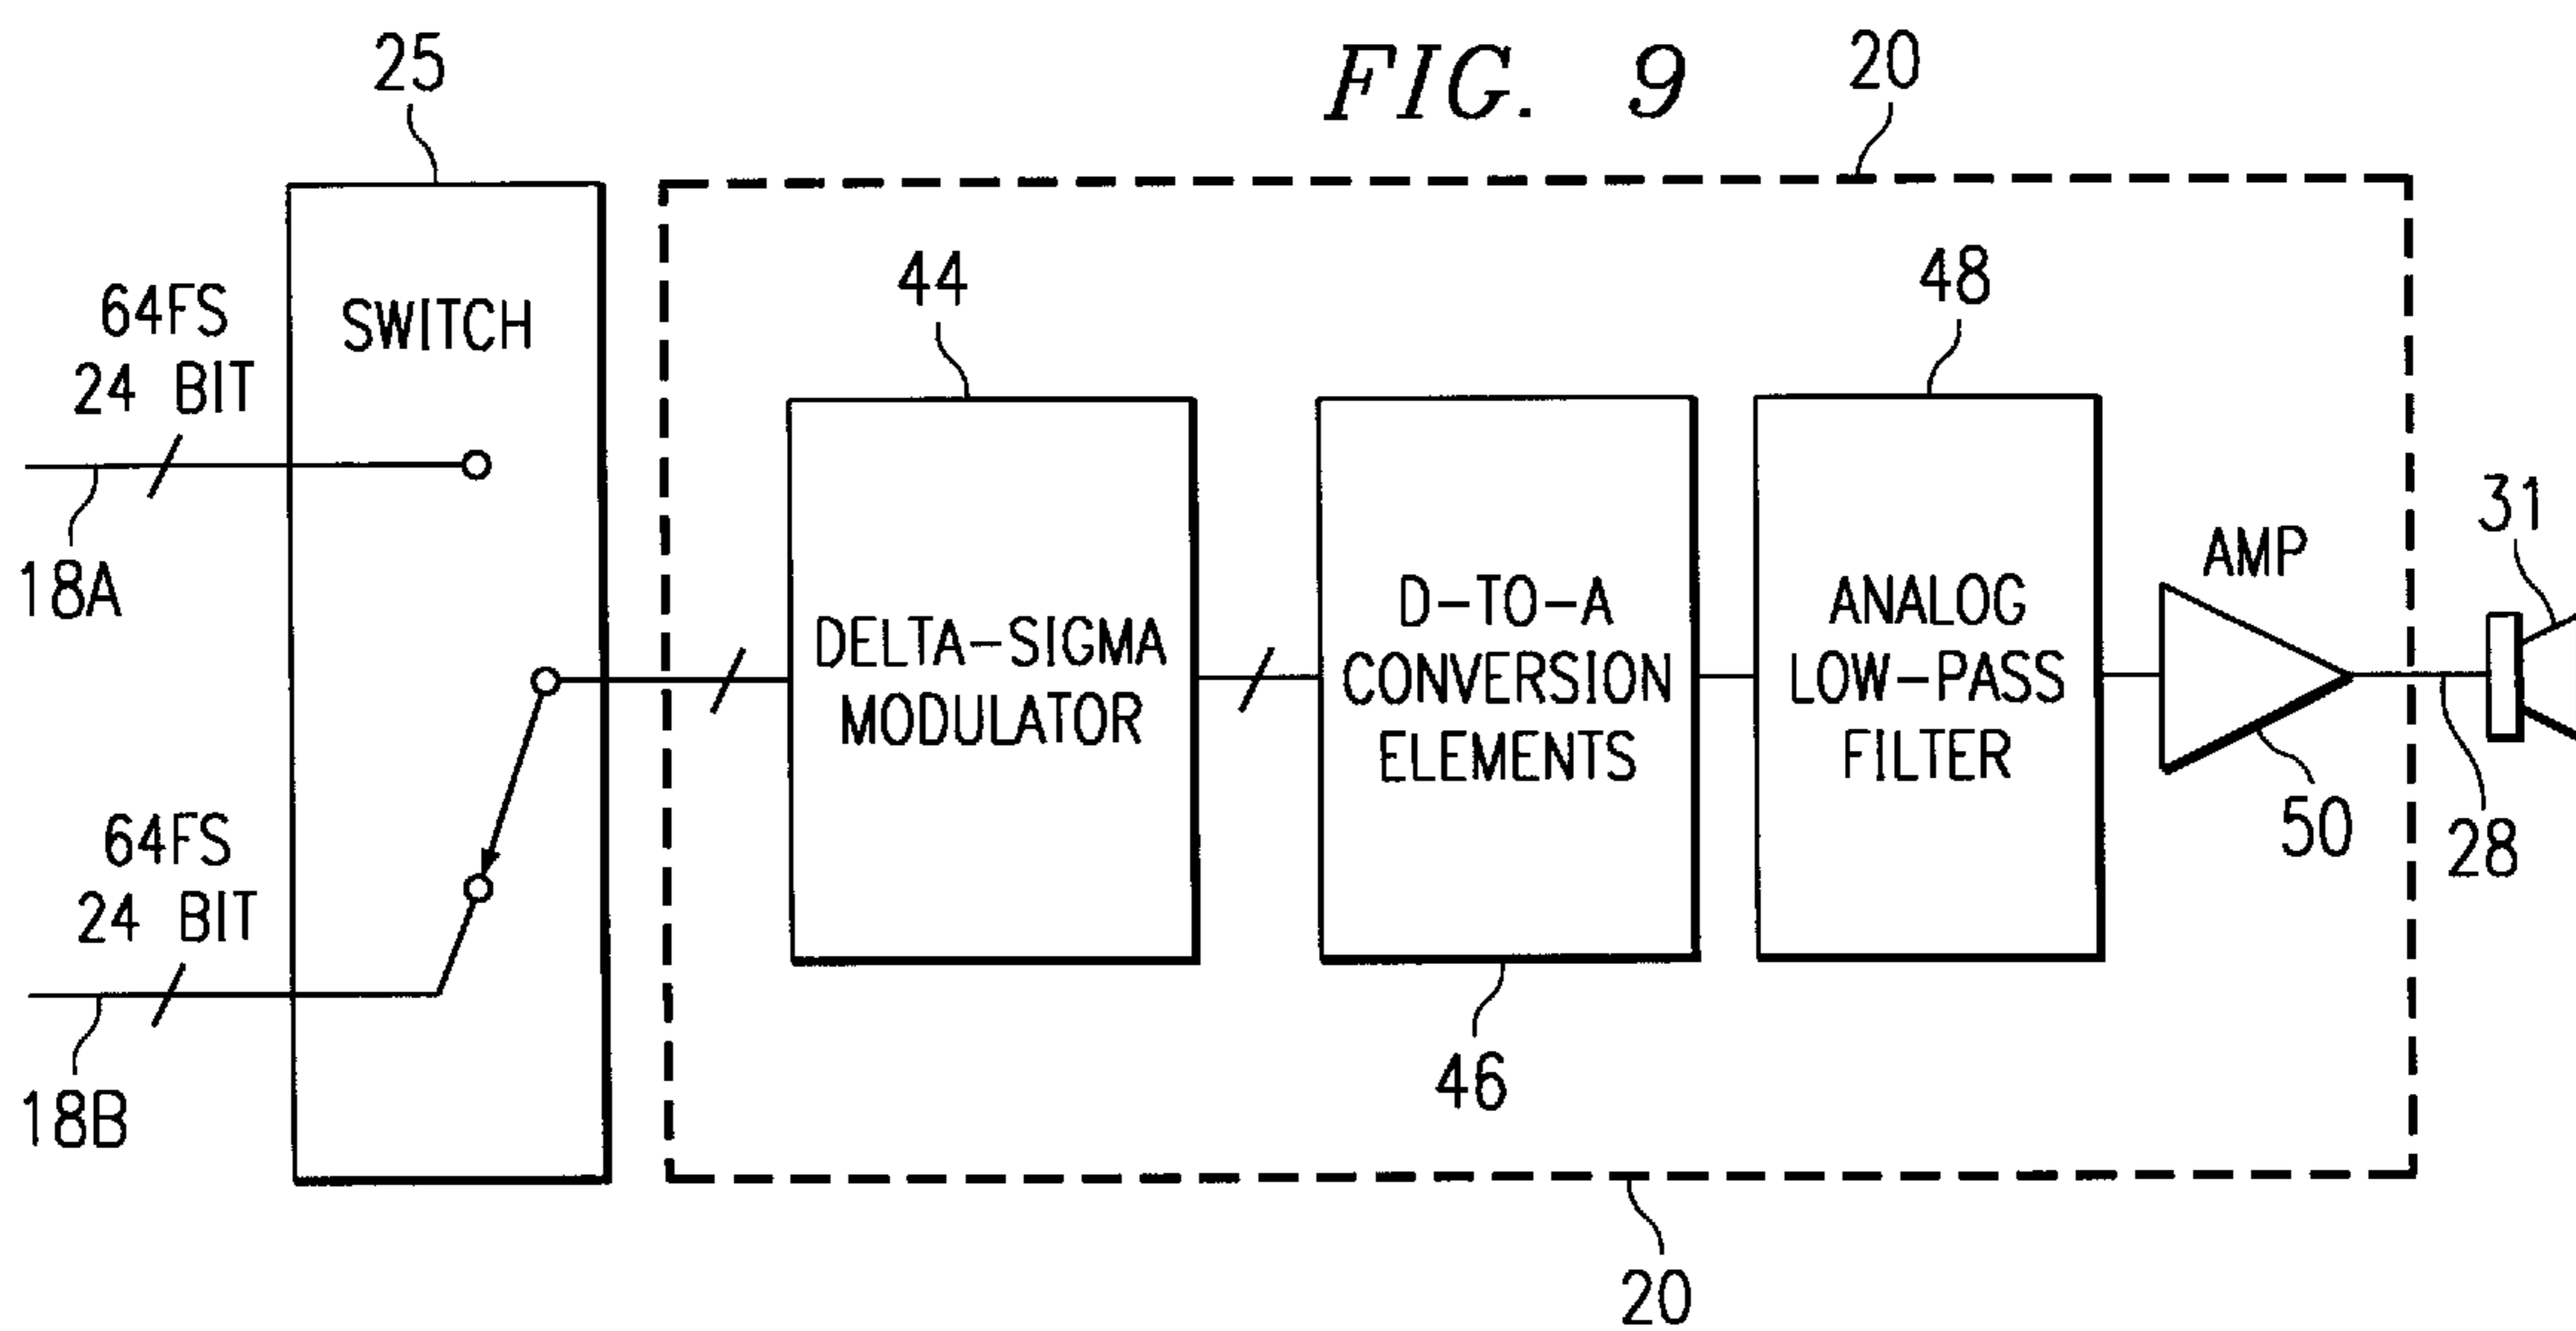 FIG. 9
25
20
SWITCH
64FS
24 BIT
18A
64FS
24 BIT
18B
44
DELTA-SIGMA
MODULATOR
D-TO-A
CONVERSION
ELEMENTS
46
48
ANALOG
LOW-PASS
FILTER
AMP
50
31
28
20